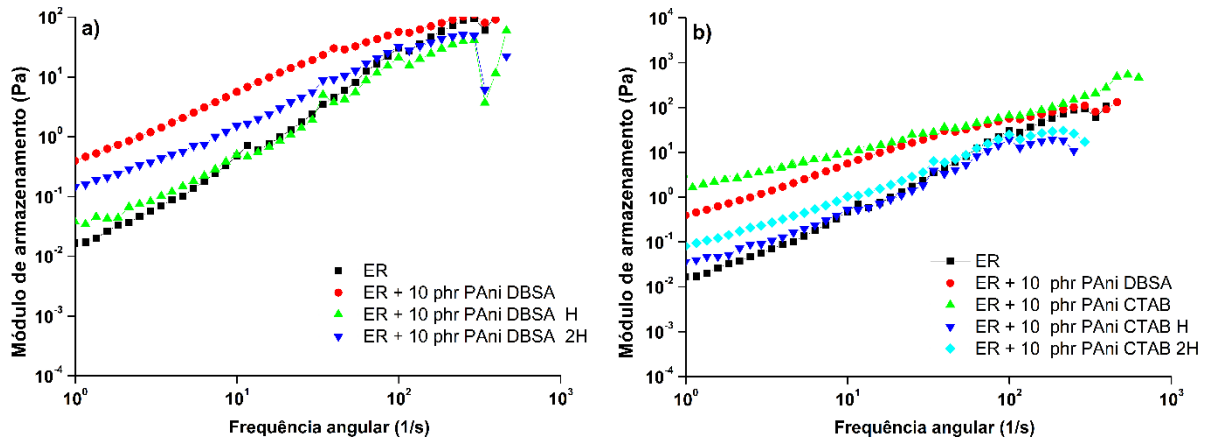 a)
Módulo de armazenamento (Pa)
10² 10¹ 10⁰ 10⁻¹ 10⁻² 10⁻³ 10⁻⁴
ER
ER + 10 phr PAni DBSA
ER + 10 phr PAni DBSA H
ER + 10 phr PAni DBSA 2H
10⁰ 10¹ 10² 10³
Frequência angular (1/s)
b)
Módulo de armazenamento (Pa)
10⁴ 10³ 10² 10¹ 10⁰ 10⁻¹ 10⁻² 10⁻³ 10⁻⁴
ER
ER + 10 phr PAni DBSA
ER + 10 phr PAni CTAB
ER + 10 phr PAni CTAB H
ER + 10 phr PAni CTAB 2H
10⁰ 10¹ 10² 10³
Frequência angular (1/s)